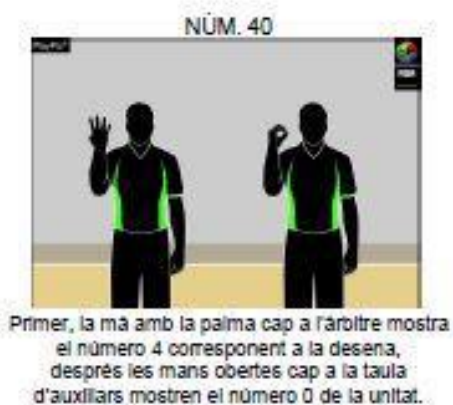 NÚM. 40
Primer, la mà amb la palma cap a l'àrbitre mostra
el número 4 corresponent a la desena,
després les mans obertes cap a la taula
d'auxiliars mostren el número 0 de la unitat.